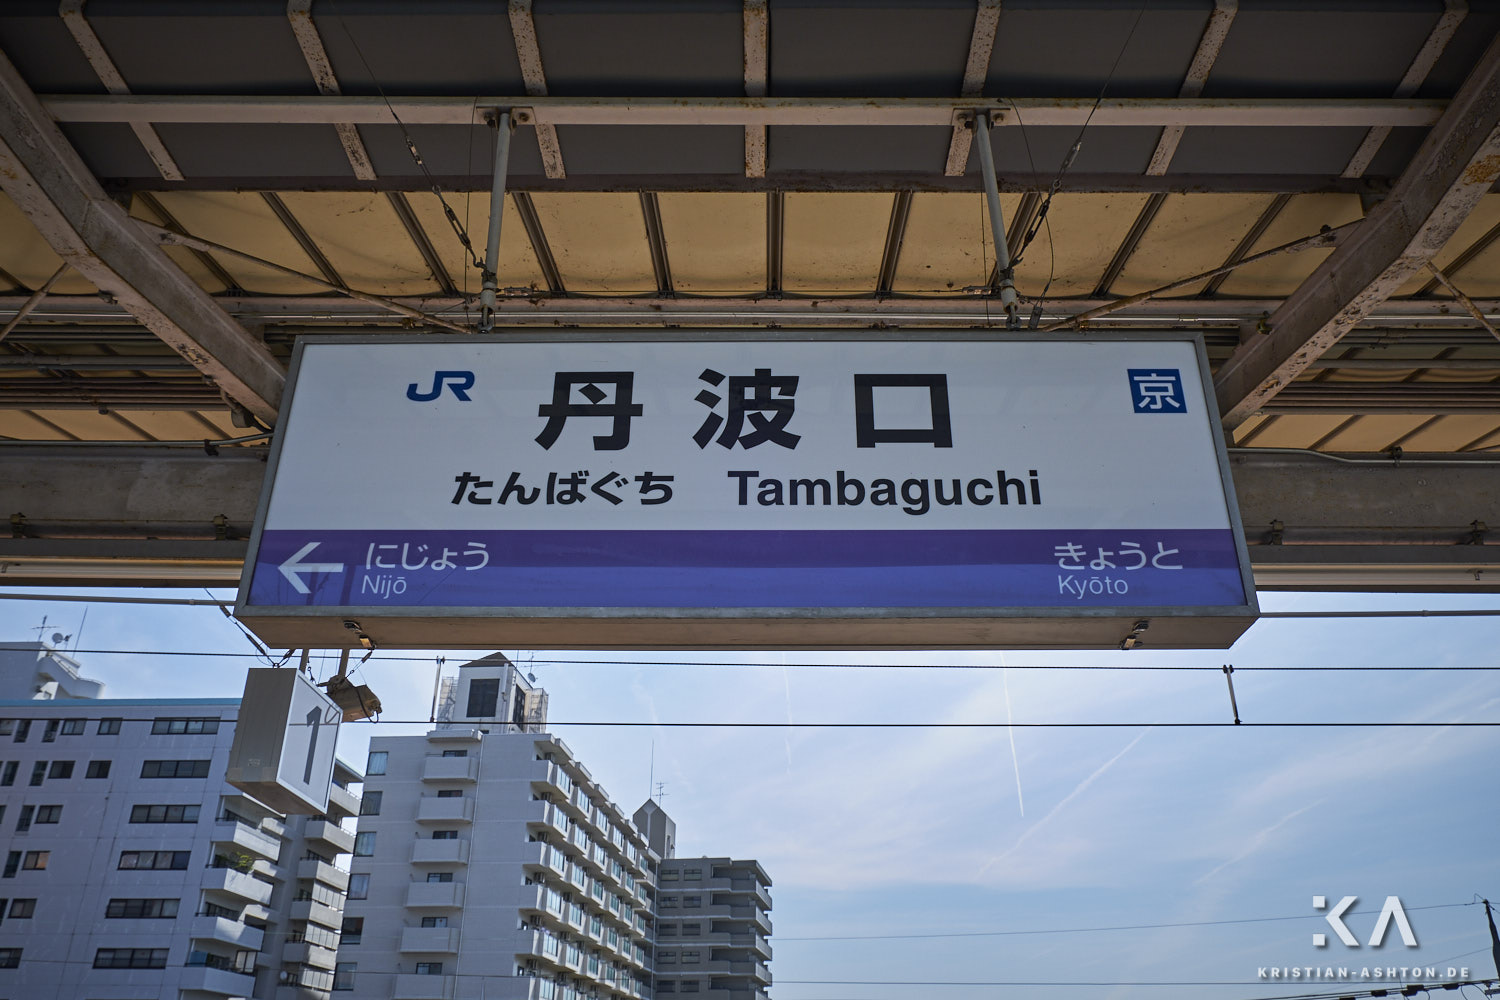 JR 丹波口 京
たんばぐち Tambaguchi
にじょう きょうと
Nijō Kyōto
1
KA
KRISTIAN-ASHTON.DE